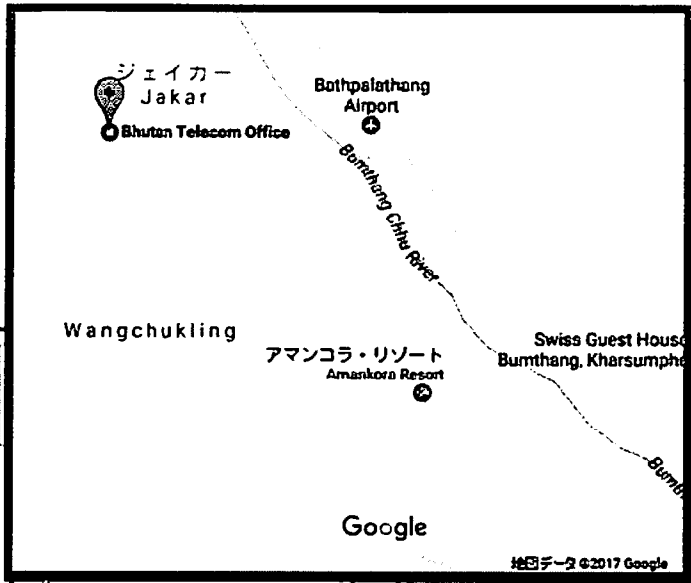 ジェイカー
Jakar
Bhutan Telecom Office
Bathpalathang
Airport
Bumthang Chhu River
Wangchukling
アマンコラ・リゾート
Amankora Resort
Swiss Guest House
Bumthang, Kharsumphe
Bumth
Google
地図データ ©2017 Google